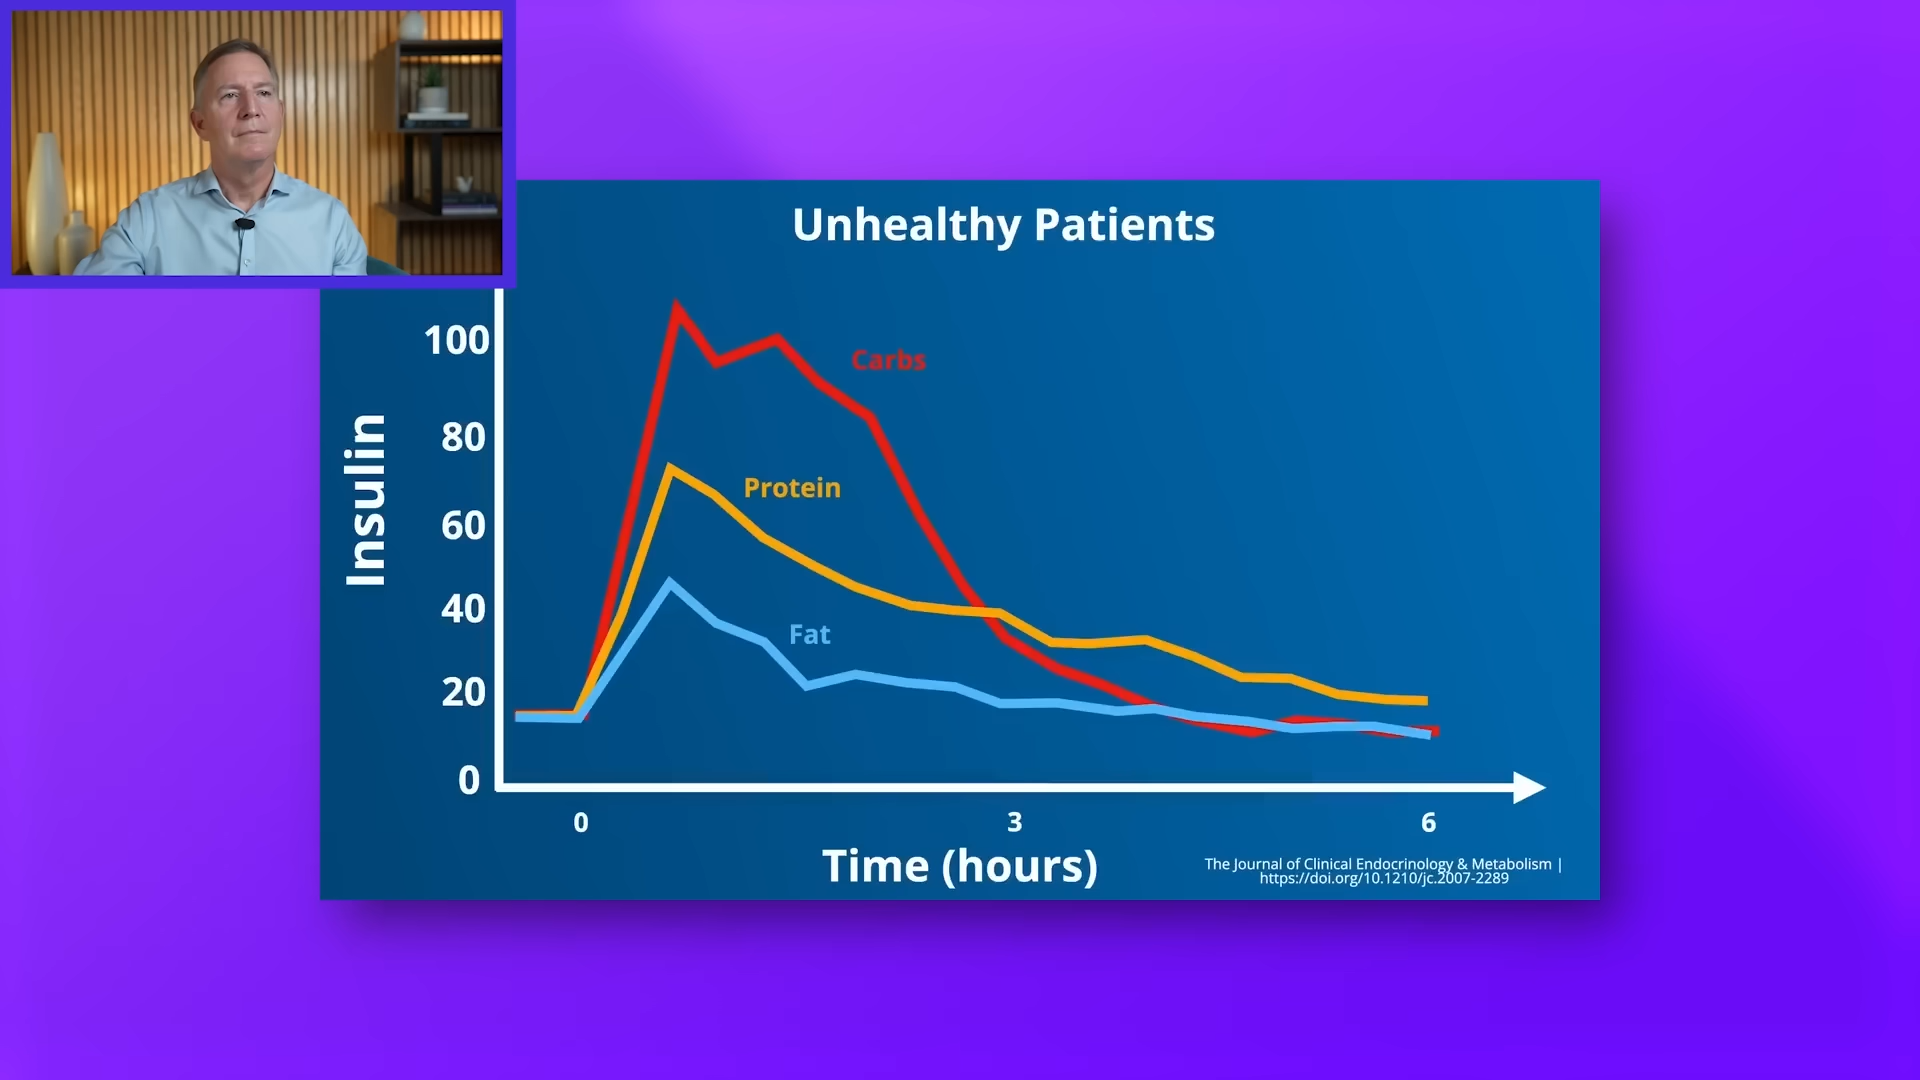 Unhealthy Patients
100
80
60
40
20
0
Insulin
Carbs
Protein
Fat
0
3
6
Time (hours)
The Journal of Clinical Endocrinology & Metabolism |
https://doi.org/10.1210/jc.2007-2289